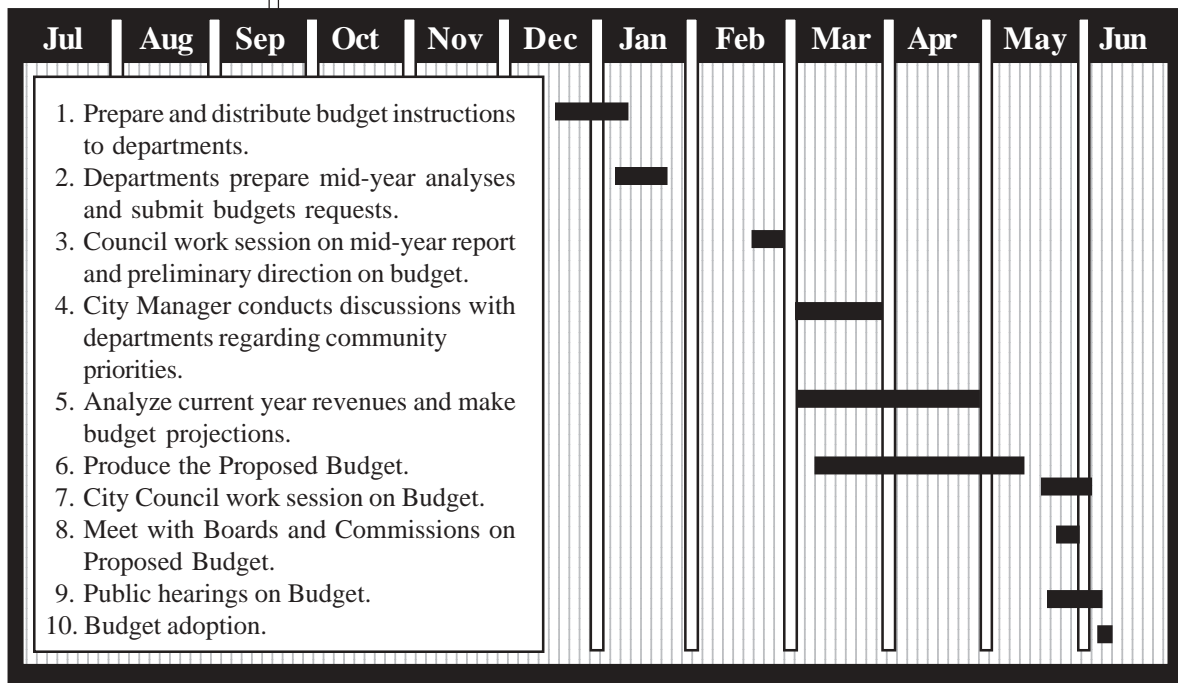 Jul Aug Sep Oct Nov Dec Jan Feb Mar Apr May Jun
1. Prepare and distribute budget instructions
to departments.
2. Departments prepare mid-year analyses
and submit budgets requests.
3. Council work session on mid-year report
and preliminary direction on budget.
4. City Manager conducts discussions with
departments regarding community
priorities.
5. Analyze current year revenues and make
budget projections.
6. Produce the Proposed Budget.
7. City Council work session on Budget.
8. Meet with Boards and Commissions on
Proposed Budget.
9. Public hearings on Budget.
10. Budget adoption.